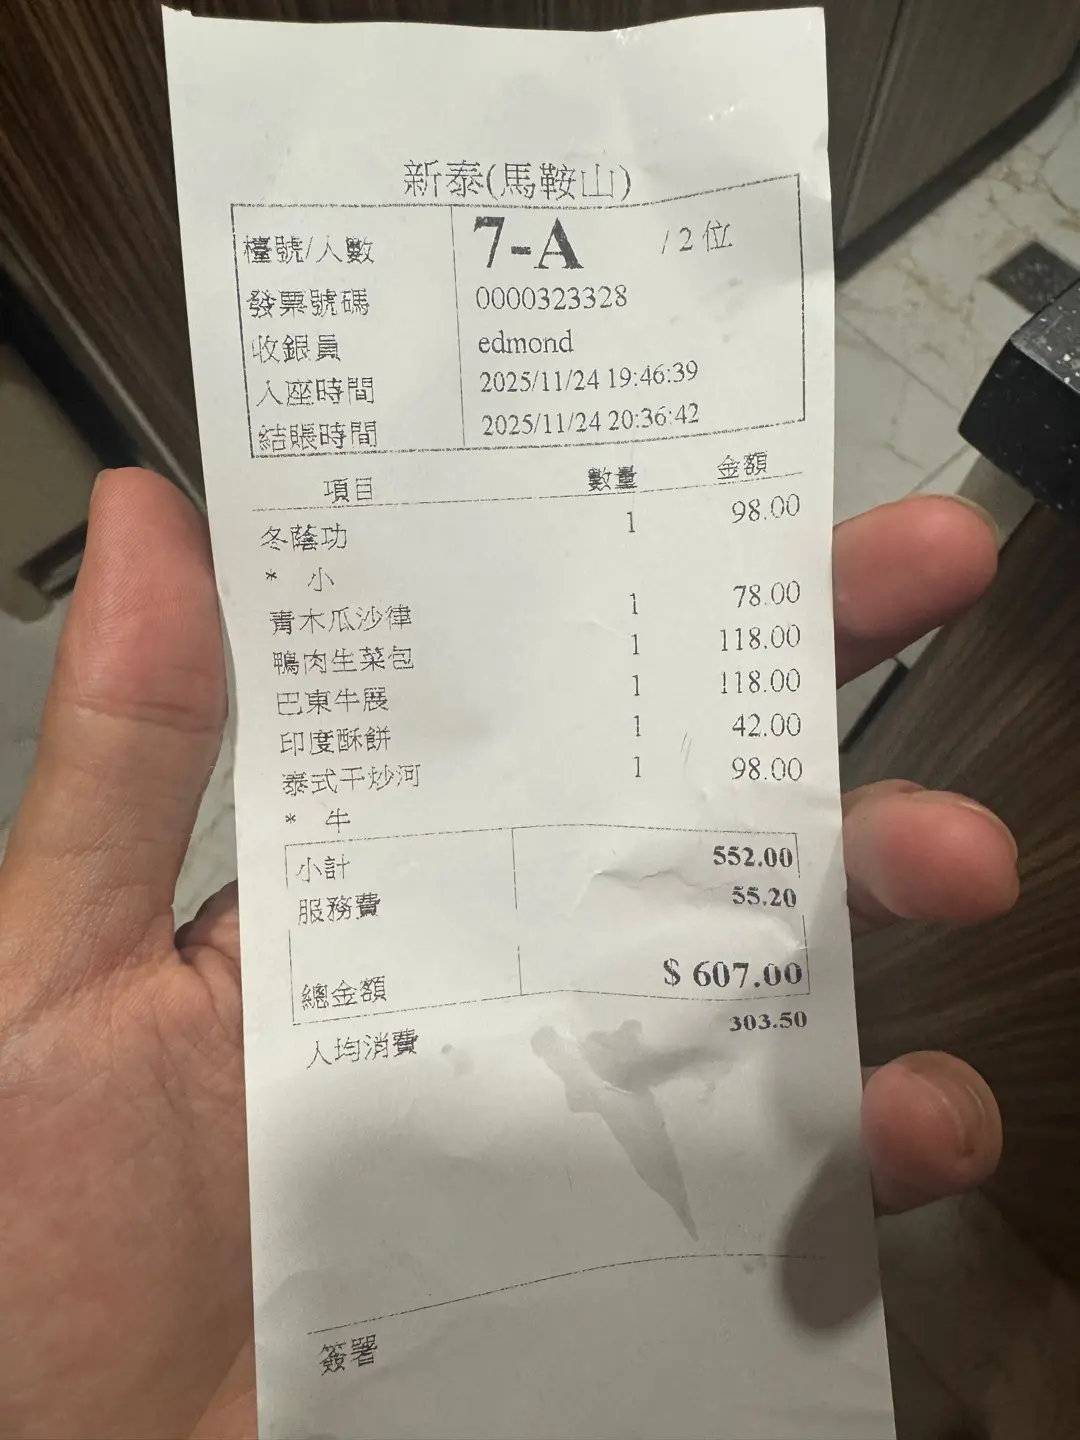 新泰(馬鞍山)
檯號/人數 7-A / 2 位
發票號碼 0000323328
收銀員 edmond
入座時間 2025/11/24 19:46:39
結賬時間 2025/11/24 20:36:42
項目 數量 金額
冬蔭功 1 98.00
* 小
青木瓜沙律 1 78.00
鴨肉生菜包 1 118.00
巴東牛展 1 118.00
印度酥餅 1 42.00
泰式干炒河 1 98.00
* 牛
小計 552.00
服務費 55.20
總金額 $ 607.00
人均消費 303.50
簽署